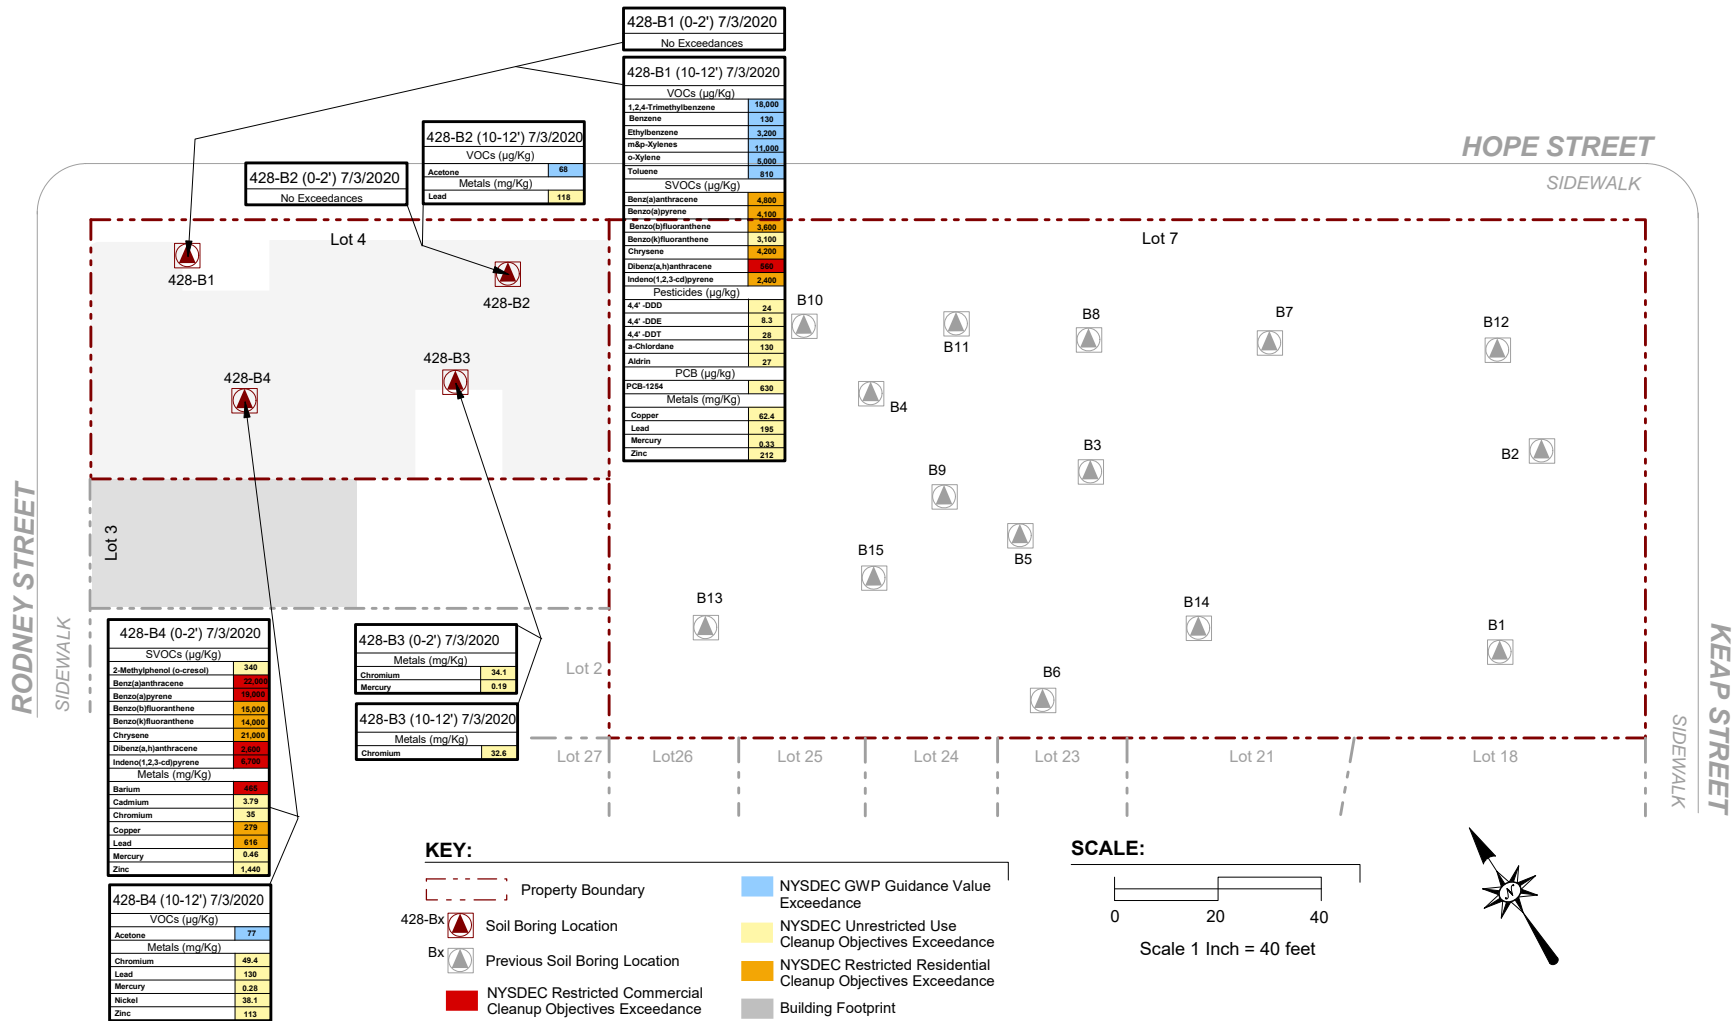 428-B1 (0-2') 7/3/2020
No Exceedances
428-B1 (10-12') 7/3/2020
VOCs (µg/Kg)
1,2,4-Trimethylbenzene 18,000
Benzene 130
Ethylbenzene 3,200
m&p-Xylenes 11,000
o-Xylene 5,000
Toluene 810
SVOCs (µg/Kg)
Benz(a)anthracene 4,800
Benzo(a)pyrene 4,100
Benzo(b)fluoranthene 3,600
Benzo(k)fluoranthene 3,100
Chrysene 4,200
Dibenz(a,h)anthracene
Indeno(1,2,3-cd)pyrene 2,400
Pesticides (µg/kg)
4,4' -DDD 24
4,4' -DDE 8.3
4,4' -DDT 28
a-Chlordane 130
Aldrin 27
PCB (µg/kg)
PCB-1254 630
Metals (mg/Kg)
Copper 62.4
Lead 195
Mercury 0.33
Zinc 212
428-B2 (10-12') 7/3/2020
VOCs (µg/Kg)
Acetone 68
Metals (mg/Kg)
Lead 118
428-B2 (0-2') 7/3/2020
No Exceedances
HOPE STREET
SIDEWALK
Lot 4
Lot 7
428-B1
428-B2
428-B3
428-B4
B10
B11
B8
B7
B12
B4
B3
B2
B9
B5
B15
B13
B14
B1
B6
Lot 3
RODNEY STREET
SIDEWALK
KEAP STREET
SIDEWALK
Lot 2
Lot 27
Lot26
Lot 25
Lot 24
Lot 23
Lot 21
Lot 18
428-B4 (0-2') 7/3/2020
SVOCs (µg/Kg)
2-Methylphenol (o-cresol) 340
Benz(a)anthracene 22,000
Benzo(a)pyrene 19,000
Benzo(b)fluoranthene 15,000
Benzo(k)fluoranthene 14,000
Chrysene 21,000
Dibenz(a,h)anthracene
Indeno(1,2,3-cd)pyrene 6,700
Metals (mg/Kg)
Barium
Cadmium 3.79
Chromium 35
Copper 279
Lead 616
Mercury 0.46
Zinc 1,440
428-B4 (10-12') 7/3/2020
VOCs (µg/Kg)
Acetone 77
Metals (mg/Kg)
Chromium 49.4
Lead 130
Mercury 0.28
Nickel 38.1
Zinc 113
428-B3 (0-2') 7/3/2020
Metals (mg/Kg)
Chromium 34.1
Mercury 0.19
428-B3 (10-12') 7/3/2020
Metals (mg/Kg)
Chromium 32.6
KEY:
Property Boundary
428-Bx Soil Boring Location
Bx Previous Soil Boring Location
NYSDEC Restricted Commercial
Cleanup Objectives Exceedance
NYSDEC GWP Guidance Value
Exceedance
NYSDEC Unrestricted Use
Cleanup Objectives Exceedance
NYSDEC Restricted Residential
Cleanup Objectives Exceedance
Building Footprint
SCALE:
0 20 40
Scale 1 Inch = 40 feet
N